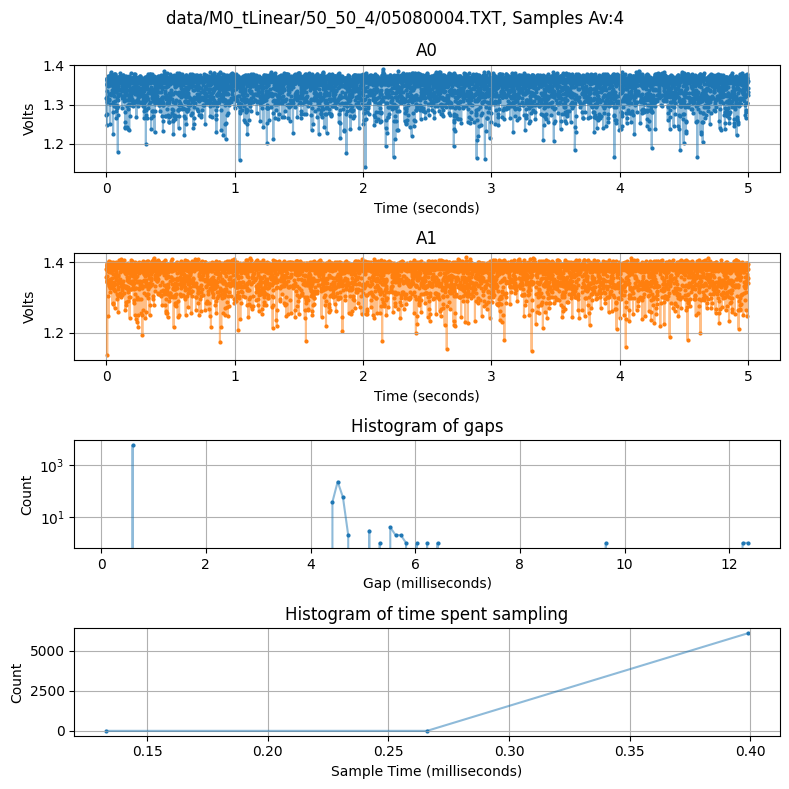 data/M0_tLinear/50_50_4/05080004.TXT, Samples Av:4
A0
1.4
1.3
1.2
Volts
0 1 2 3 4 5
Time (seconds)
A1
1.4
1.2
Volts
0 1 2 3 4 5
Time (seconds)
Histogram of gaps
10³
10¹
Count
0 2 4 6 8 10 12
Gap (milliseconds)
Histogram of time spent sampling
5000
2500
0
Count
0.15 0.20 0.25 0.30 0.35 0.40
Sample Time (milliseconds)